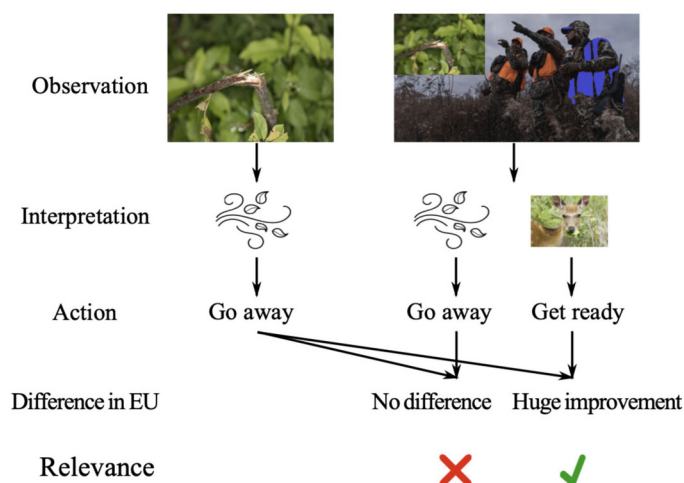 Observation
Interpretation
Action
Go away
Go away
Get ready
Difference in EU
No difference
Huge improvement
Relevance